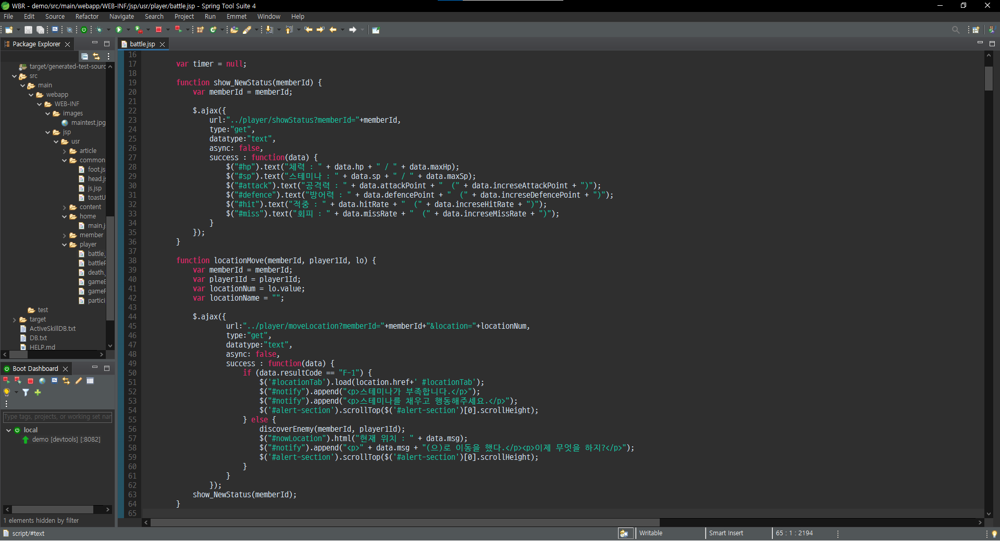 WBR - demo/src/main/webapp/WEB-INF/jsp/usr/player/battle.jsp - Spring Tool Suite 4
File Edit Source Refactor Navigate Search Project Run Emmet Window Help
Package Explorer
target/generated-test-sourc
src
main
webapp
WEB-INF
images
maintest.jpg
jsp
usr
article
common
foot.js
head.js
js.jsp
toastU
content
home
main.j
member
player
battle.
battleF
death.
gameE
gameF
partici
test
target
ActiveSkillDB.txt
DB.txt
HELP.md
Boot Dashboard
Type tags, projects, or working set nar
local
demo [devtools] [:8082]
1 elements hidden by filter
battle.jsp
16
17 var timer = null;
18
19 function show_NewStatus(memberId) {
20 var memberId = memberId;
21
22 $.ajax({
23 url:"../player/showStatus?memberId="+memberId,
24 type:"get",
25 datatype:"text",
26 async: false,
27 success : function(data) {
28 $("#hp").text("체력 : " + data.hp + " / " + data.maxHp);
29 $("#sp").text("스테미나 : " + data.sp + " / " + data.maxSp);
30 $("#attack").text("공격력 : " + data.attackPoint + "  (" + data.increseAttackPoint + ")");
31 $("#defence").text("방어력 : " + data.defencePoint + "  (" + data.increseDefencePoint + ")");
32 $("#hit").text("적중 : " + data.hitRate + "  (" + data.increseHitRate + ")");
33 $("#miss").text("회피 : " + data.missRate + "  (" + data.increseMissRate + ")");
34 }
35 });
36 }
37
38 function locationMove(memberId, player1Id, lo) {
39 var memberId = memberId;
40 var player1Id = player1Id;
41 var locationNum = lo.value;
42 var locationName = "";
43
44 $.ajax({
45 url:"../player/moveLocation?memberId="+memberId+"&location="+locationNum,
46 type:"get",
47 datatype:"text",
48 async: false,
49 success : function(data) {
50 if (data.resultCode == "F-1") {
51 $('#locationTab').load(location.href+' #locationTab');
52 $("#notify").append("<p>스테미나가 부족합니다.</p>");
53 $("#notify").append("<p>스테미나를 채우고 행동해주세요.</p>");
54 $('#alert-section').scrollTop($('#alert-section')[0].scrollHeight);
55 } else {
56 discoverEnemy(memberId, player1Id);
57 $("#nowLocation").html("현재 위치 : " + data.msg);
58 $("#notify").append("<p>" + data.msg + "(으)로 이동을 했다.</p><p>이제 무엇을 하지?</p>");
59 $('#alert-section').scrollTop($('#alert-section')[0].scrollHeight);
60 }
61 }
62 });
63 show_NewStatus(memberId);
64 }
65
script/#text
Writable
Smart Insert
65 : 1 : 2194